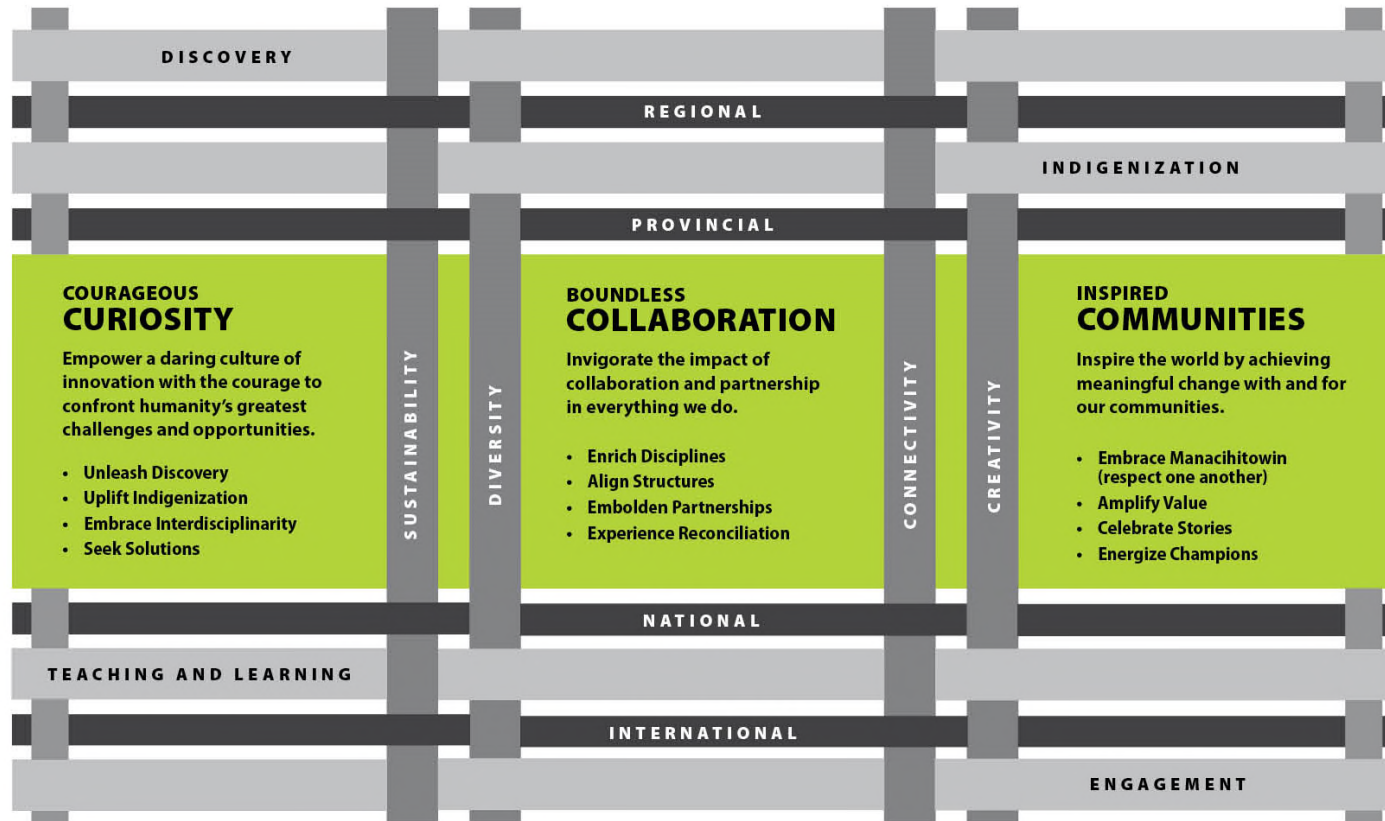 DISCOVERY
REGIONAL
INDIGENIZATION
PROVINCIAL
COURAGEOUS
CURIOSITY
Empower a daring culture of
innovation with the courage to
confront humanity's greatest
challenges and opportunities.
• Unleash Discovery
• Uplift Indigenization
• Embrace Interdisciplinarity
• Seek Solutions
SUSTAINABILITY
DIVERSITY
BOUNDLESS
COLLABORATION
Invigorate the impact of
collaboration and partnership
in everything we do.
• Enrich Disciplines
• Align Structures
• Embolden Partnerships
• Experience Reconciliation
CONNECTIVITY
CREATIVITY
INSPIRED
COMMUNITIES
Inspire the world by achieving
meaningful change with and for
our communities.
• Embrace Manacihitowin
(respect one another)
• Amplify Value
• Celebrate Stories
• Energize Champions
NATIONAL
TEACHING AND LEARNING
INTERNATIONAL
ENGAGEMENT